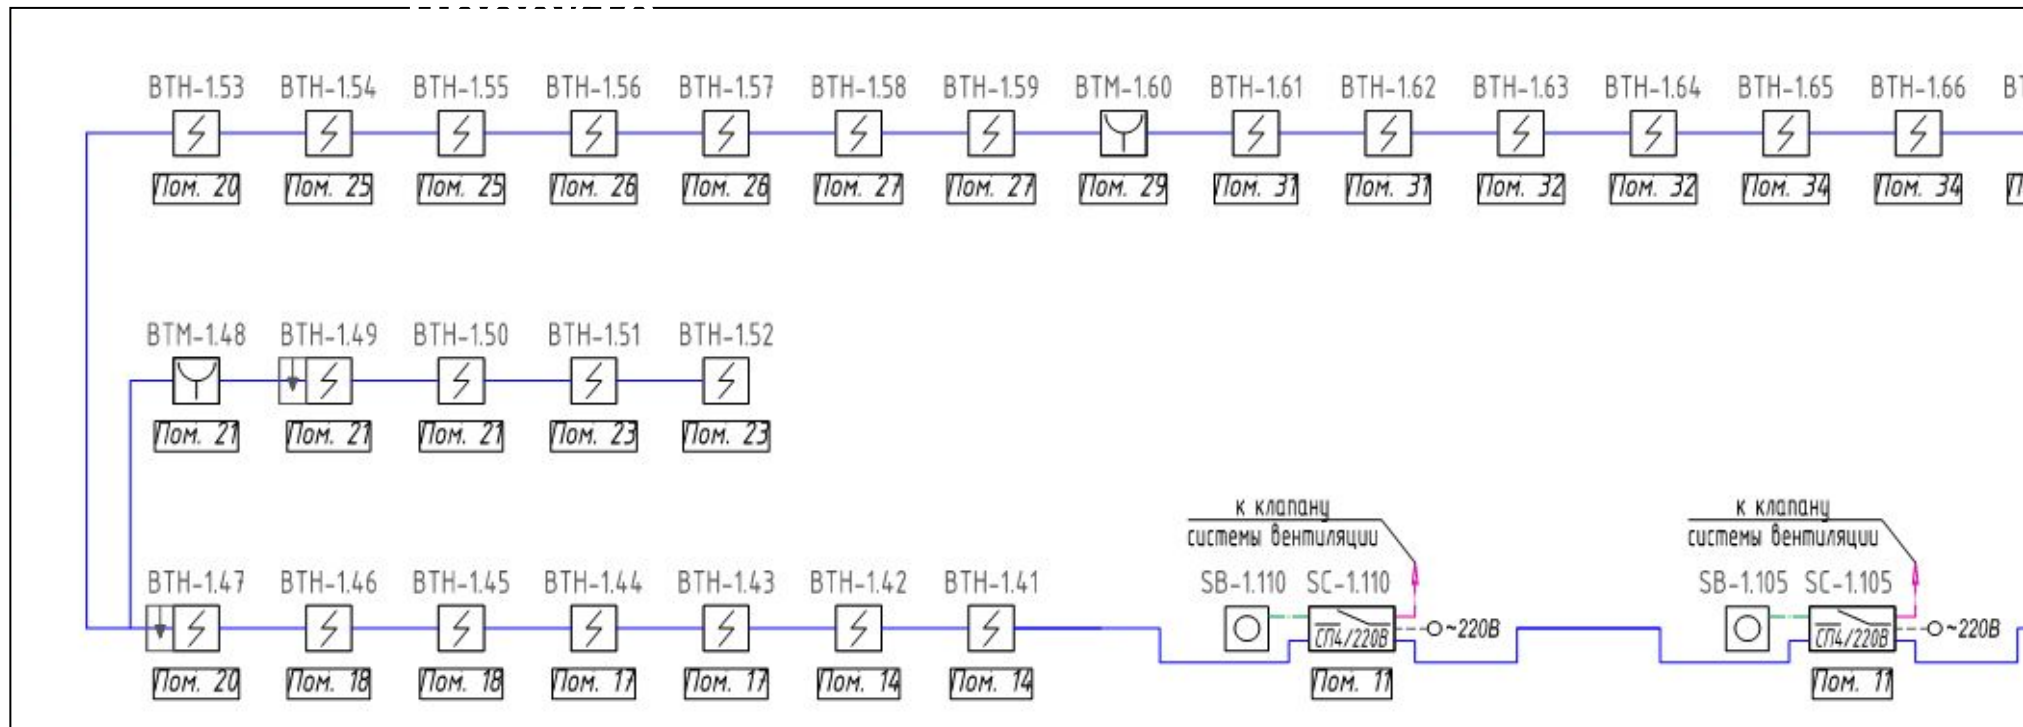 ВТН-1.53 ВТН-1.54 ВТН-1.55 ВТН-1.56 ВТН-1.57 ВТН-1.58 ВТН-1.59 ВТМ-1.60 ВТН-1.61 ВТН-1.62 ВТН-1.63 ВТН-1.64 ВТН-1.65 ВТН-1.66
Пом. 20 Пом. 25 Пом. 25 Пом. 26 Пом. 26 Пом. 27 Пом. 27 Пом. 29 Пом. 31 Пом. 31 Пом. 32 Пом. 32 Пом. 34 Пом. 34
ВТМ-1.48 ВТН-1.49 ВТН-1.50 ВТН-1.51 ВТН-1.52
Пом. 21 Пом. 21 Пом. 21 Пом. 23 Пом. 23
к клапану к клапану
системы вентиляции системы вентиляции
ВТН-1.47 ВТН-1.46 ВТН-1.45 ВТН-1.44 ВТН-1.43 ВТН-1.42 ВТН-1.41 SB-1.110 SC-1.110 SB-1.105 SC-1.105
СП4/220В ~220В СП4/220В ~220В
Пом. 20 Пом. 18 Пом. 18 Пом. 17 Пом. 17 Пом. 14 Пом. 14 Пом. 11 Пом. 11